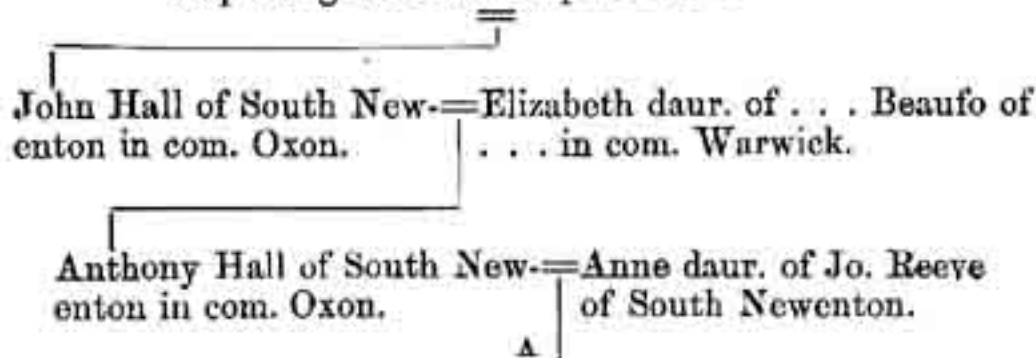 John Hall of South New-=Elizabeth daur. of . . . Beaufo of
enton in com. Oxon. . . . in com. Warwick.
Anthony Hall of South New-=Anne daur. of Jo. Reeve
enton in com. Oxon. of South Newenton.
A